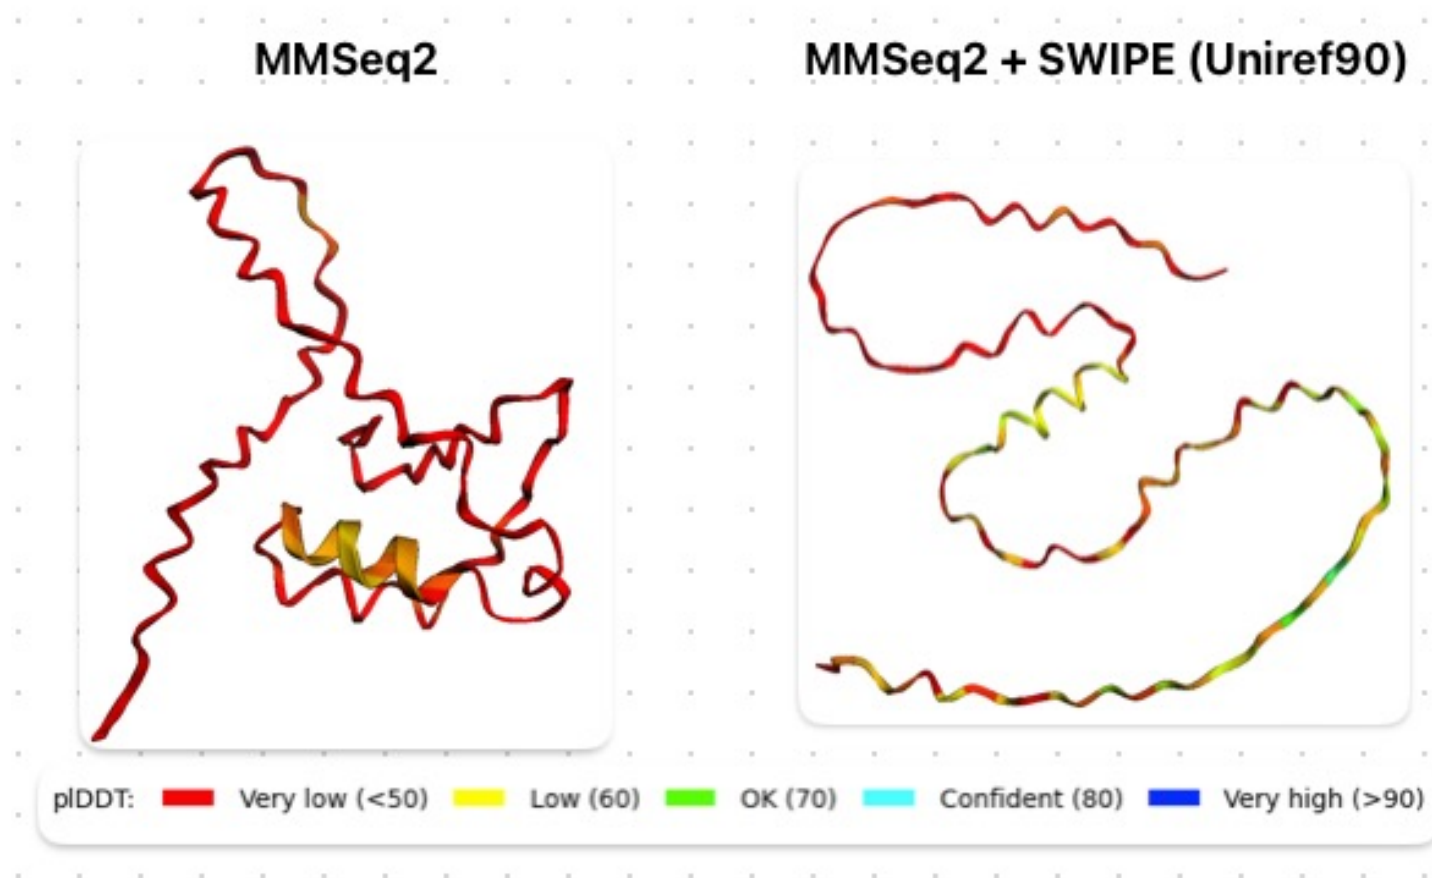 MMSeq2
MMSeq2 + SWIPE (Uniref90)
plDDT: Very low (<50) Low (60) OK (70) Confident (80) Very high (>90)